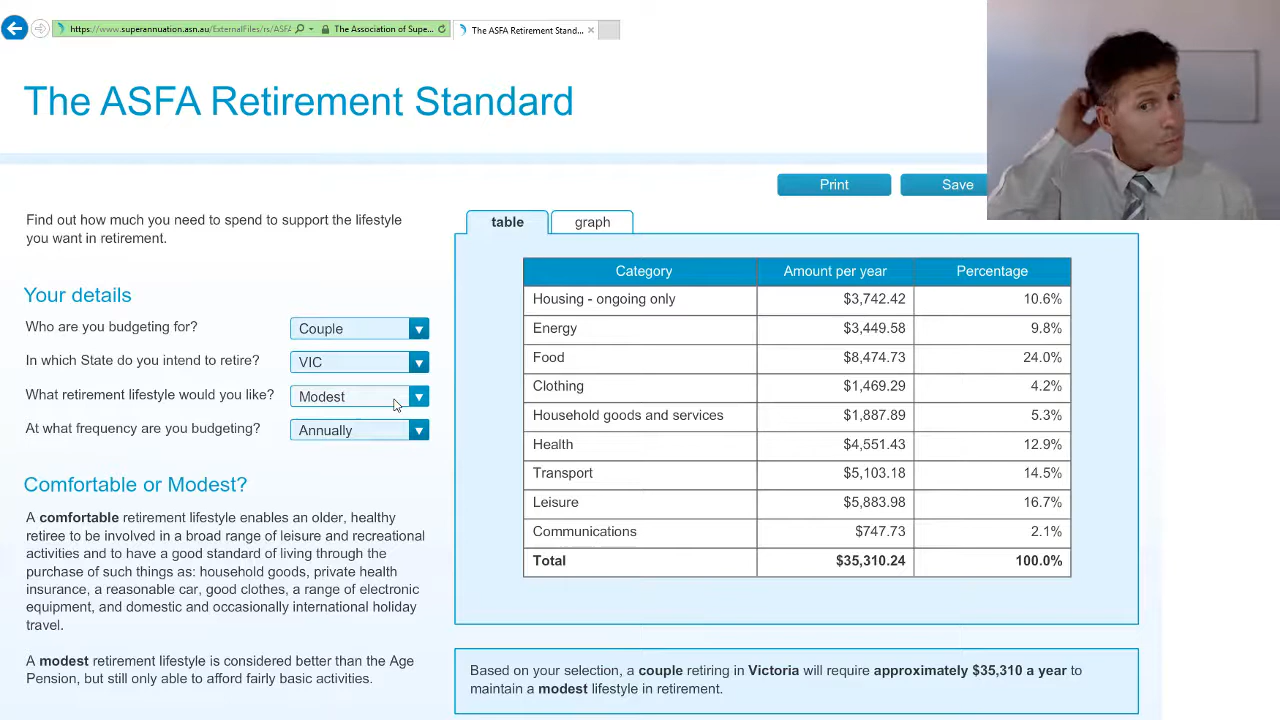 https://www.superannuation.asn.au/ExternalFiles/rs/ASFA
The Association of Supe...
The ASFA Retirement Stand...
The ASFA Retirement Standard
Print
Save
Find out how much you need to spend to support the lifestyle
you want in retirement.
table
graph
Your details
Who are you budgeting for?
Couple
In which State do you intend to retire?
VIC
What retirement lifestyle would you like?
Modest
At what frequency are you budgeting?
Annually
Category Amount per year Percentage
Housing - ongoing only $3,742.42 10.6%
Energy $3,449.58 9.8%
Food $8,474.73 24.0%
Clothing $1,469.29 4.2%
Household goods and services $1,887.89 5.3%
Health $4,551.43 12.9%
Transport $5,103.18 14.5%
Leisure $5,883.98 16.7%
Communications $747.73 2.1%
Total $35,310.24 100.0%
Comfortable or Modest?
A comfortable retirement lifestyle enables an older, healthy
retiree to be involved in a broad range of leisure and recreational
activities and to have a good standard of living through the
purchase of such things as: household goods, private health
insurance, a reasonable car, good clothes, a range of electronic
equipment, and domestic and occasionally international holiday
travel.
A modest retirement lifestyle is considered better than the Age
Pension, but still only able to afford fairly basic activities.
Based on your selection, a couple retiring in Victoria will require approximately $35,310 a year to
maintain a modest lifestyle in retirement.